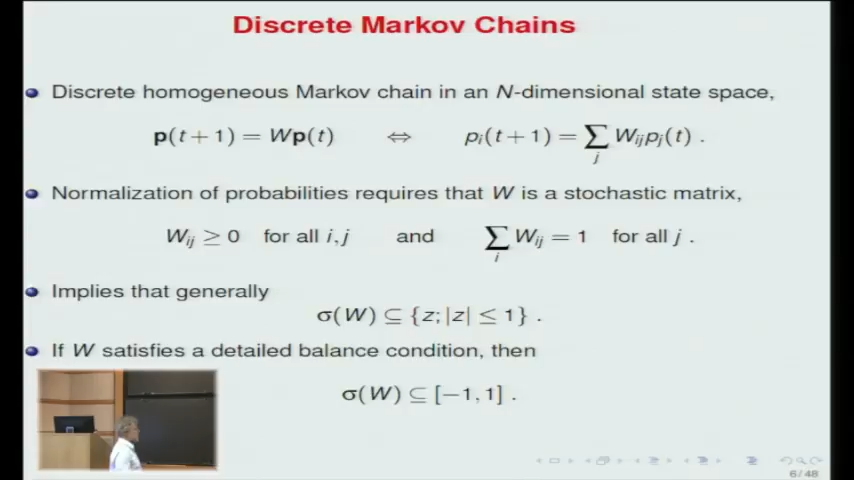 Discrete Markov Chains
Discrete homogeneous Markov chain in an N-dimensional state space,
p(t + 1) = Wp(t) ⇔ p_i(t + 1) = ∑_j W_ij p_j(t) .
Normalization of probabilities requires that W is a stochastic matrix,
W_ij ≥ 0 for all i, j and ∑_i W_ij = 1 for all j .
Implies that generally
σ(W) ⊆ {z; |z| ≤ 1} .
If W satisfies a detailed balance condition, then
σ(W) ⊆ [−1, 1] .
6 / 48